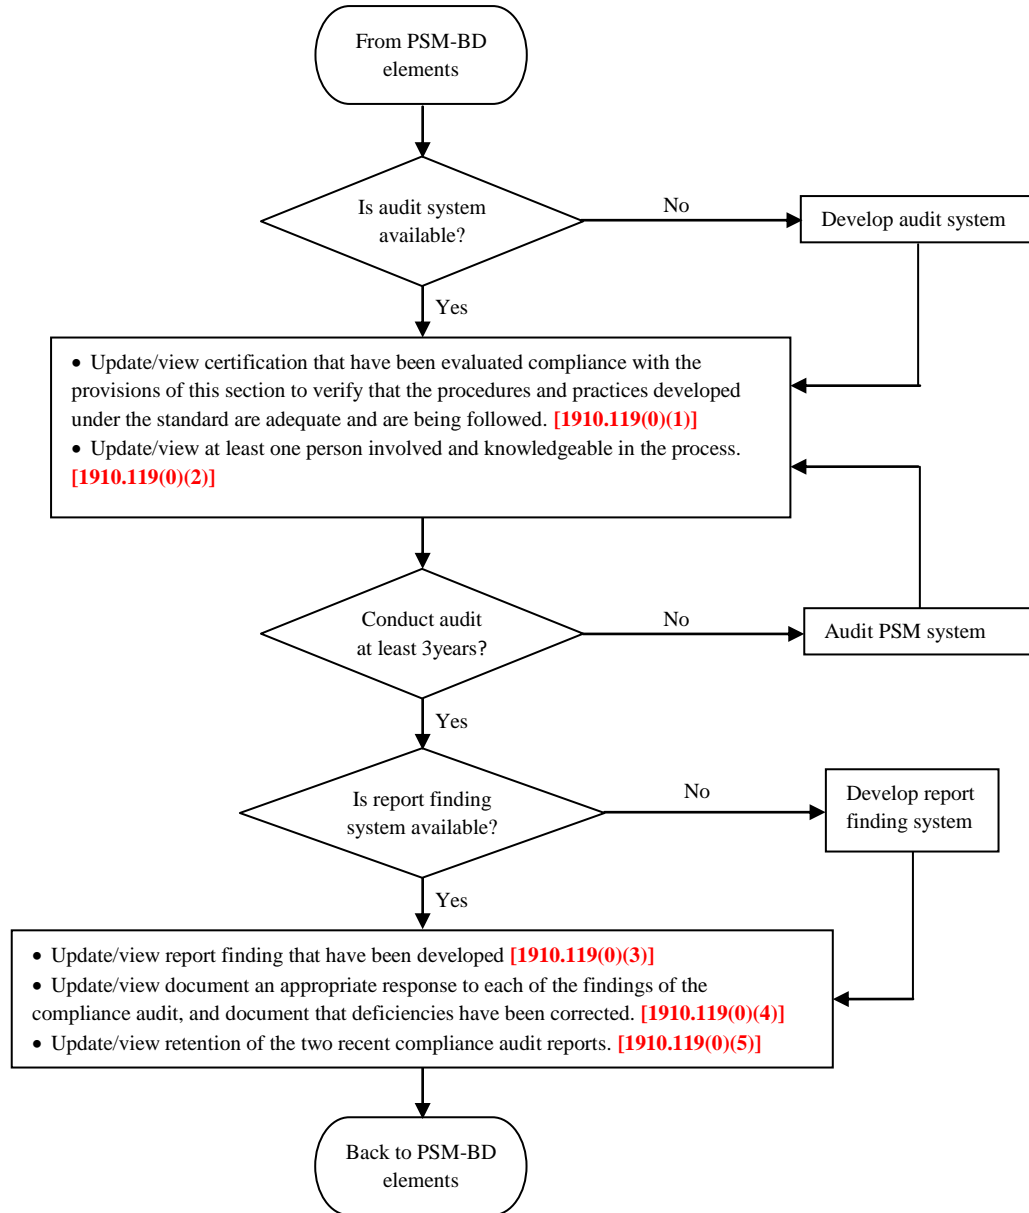 From PSM-BD
elements
Is audit system
available?
No
Develop audit system
Yes
• Update/view certification that have been evaluated compliance with the
provisions of this section to verify that the procedures and practices developed
under the standard are adequate and are being followed. [1910.119(0)(1)]
• Update/view at least one person involved and knowledgeable in the process.
[1910.119(0)(2)]
Conduct audit
at least 3years?
No
Audit PSM system
Yes
Is report finding
system available?
No
Develop report
finding system
Yes
• Update/view report finding that have been developed [1910.119(0)(3)]
• Update/view document an appropriate response to each of the findings of the
compliance audit, and document that deficiencies have been corrected. [1910.119(0)(4)]
• Update/view retention of the two recent compliance audit reports. [1910.119(0)(5)]
Back to PSM-BD
elements